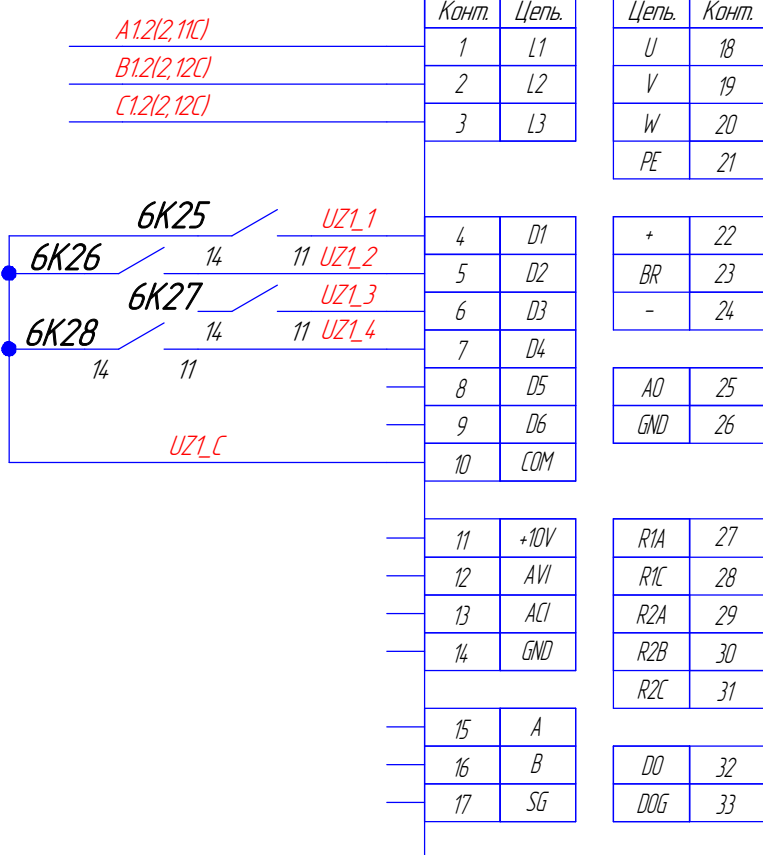 Конт. Цепь. Цепь. Конт.
A1.2(2,11C)
1 L1 U 18
B1.2(2,12C)
2 L2 V 19
C1.2(2,12C)
3 L3 W 20
PE 21
6K25 UZ1_1
4 D1 + 22
6K26 14 11 UZ1_2
5 D2 BR 23
6K27 UZ1_3
6 D3 - 24
6K28 14 11 UZ1_4
7 D4
14 11
8 D5 AO 25
9 D6 GND 26
UZ1_C
10 COM
11 +10V R1A 27
12 AVI R1C 28
13 ACI R2A 29
14 GND R2B 30
R2C 31
15 A
16 B DO 32
17 SG DOG 33